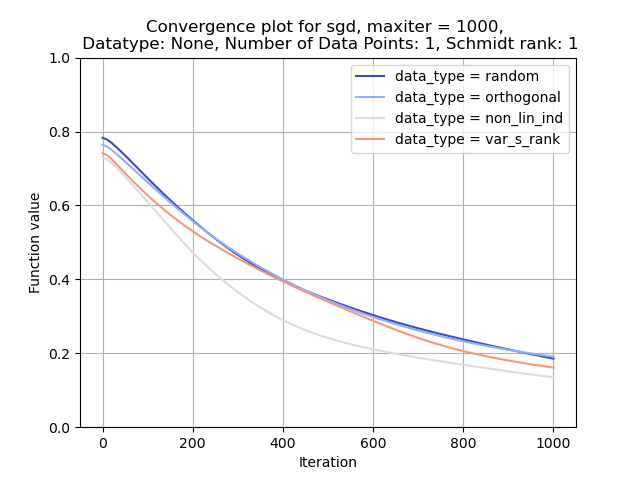 Convergence plot for sgd, maxiter = 1000,
Datatype: None, Number of Data Points: 1, Schmidt rank: 1
1.0
0.8
0.6
0.4
0.2
0.0
Function value
data_type = random
data_type = orthogonal
data_type = non_lin_ind
data_type = var_s_rank
0 200 400 600 800 1000
Iteration